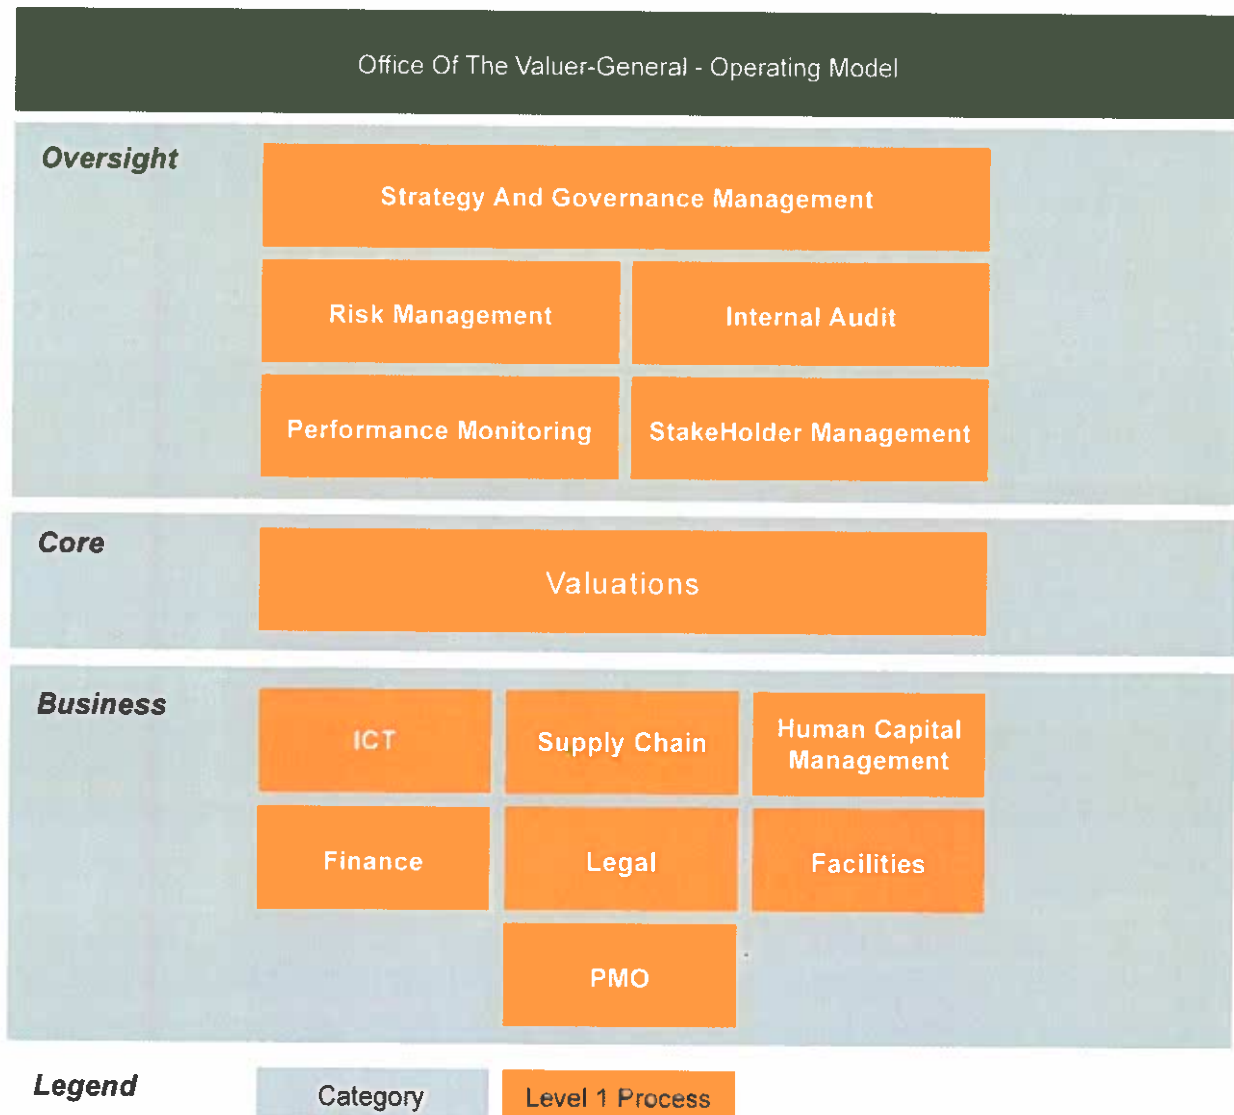 Office Of The Valuer-General - Operating Model
Oversight
Strategy And Governance Management
Risk Management
Internal Audit
Performance Monitoring
StakeHolder Management
Core
Valuations
Business
ICT
Supply Chain
Human Capital
Management
Finance
Legal
Facilities
PMO
Legend
Category
Level 1 Process